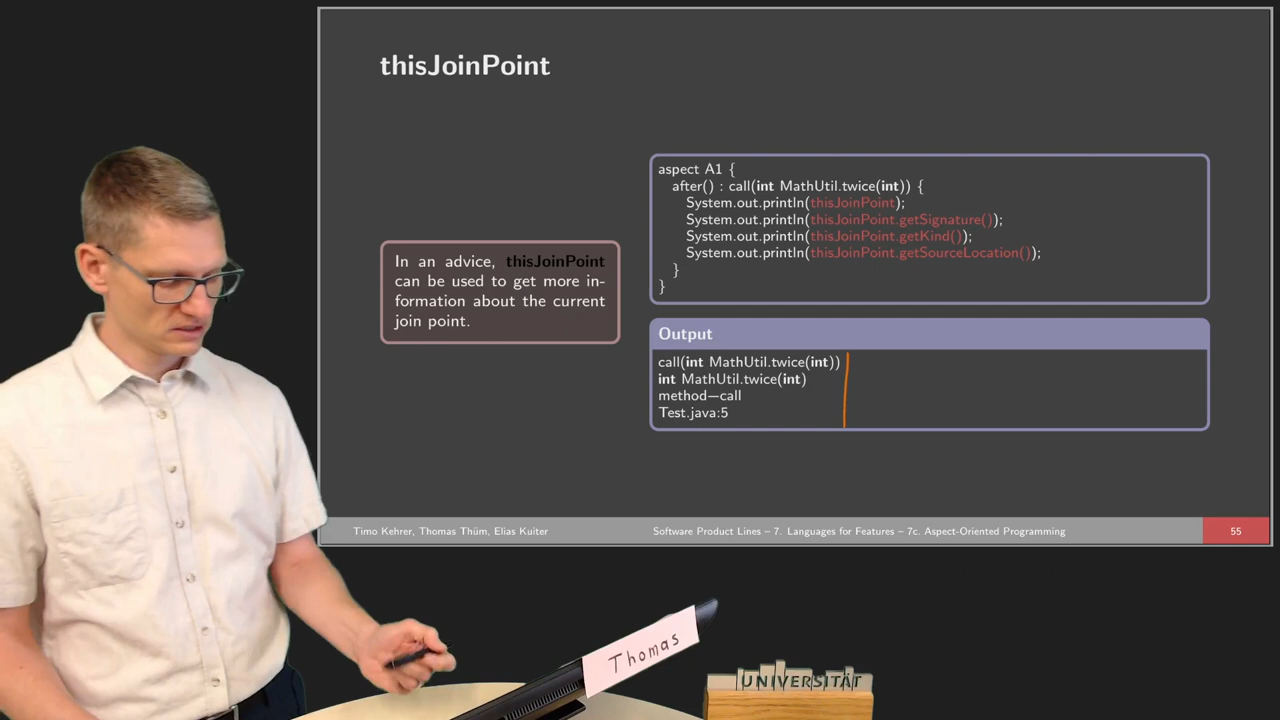 thisJoinPoint
In an advice, thisJoinPoint
can be used to get more in-
formation about the current
join point.
aspect A1 {
after() : call(int MathUtil.twice(int)) {
System.out.println(thisJoinPoint);
System.out.println(thisJoinPoint.getSignature());
System.out.println(thisJoinPoint.getKind());
System.out.println(thisJoinPoint.getSourceLocation());
}
}
Output
call(int MathUtil.twice(int))
int MathUtil.twice(int)
method—call
Test.java:5
Timo Kehrer, Thomas Thüm, Elias Kuiter
Software Product Lines – 7. Languages for Features – 7c. Aspect-Oriented Programming
55
Thomas
UNIVERSITÄT